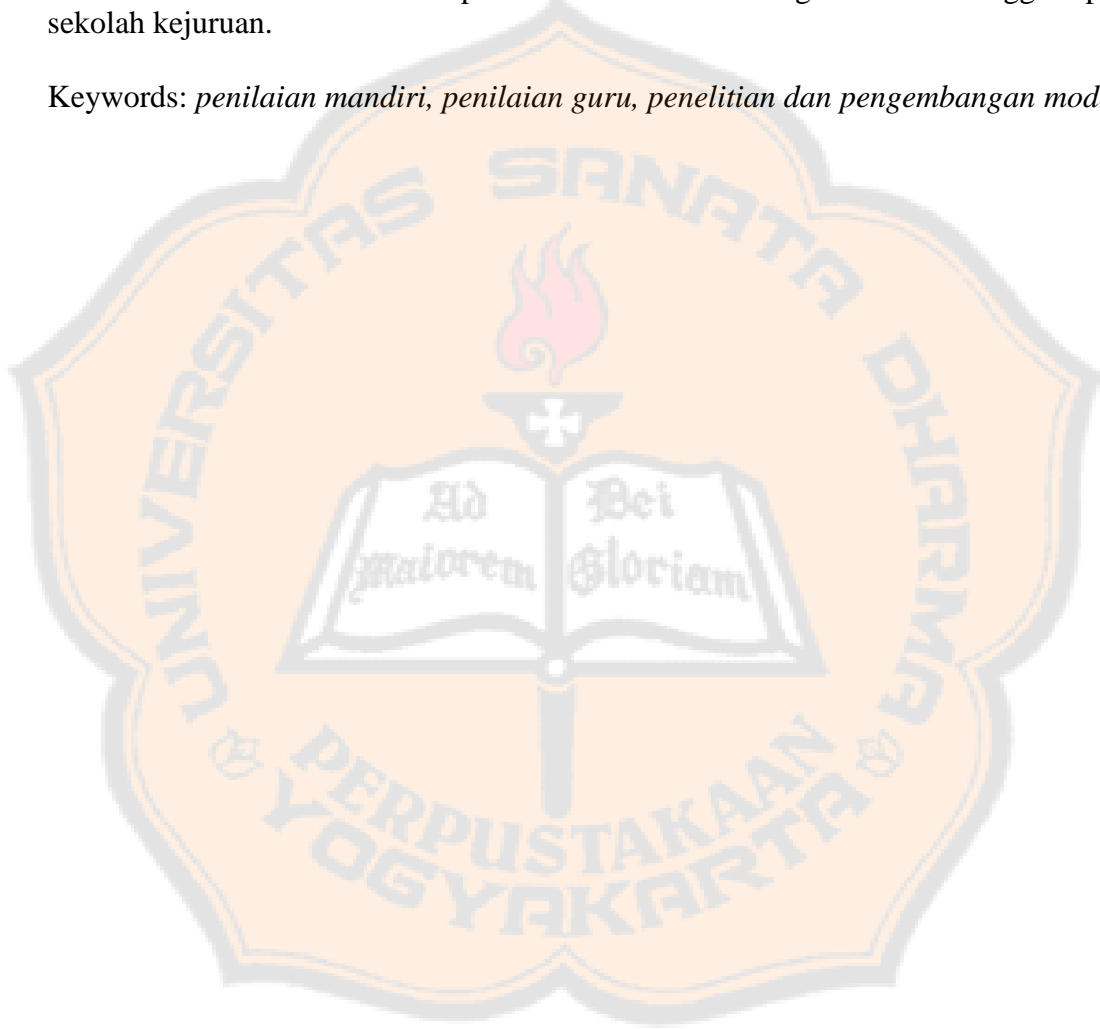 sekolah kejuruan.
Keywords: penilaian mandiri, penilaian guru, penelitian dan pengembangan mod
UNIVERSITAS SANATA DHARMA
Ad Dei
Maiorem Gloriam
PERPUSTAKAAN
YOGYAKARTA